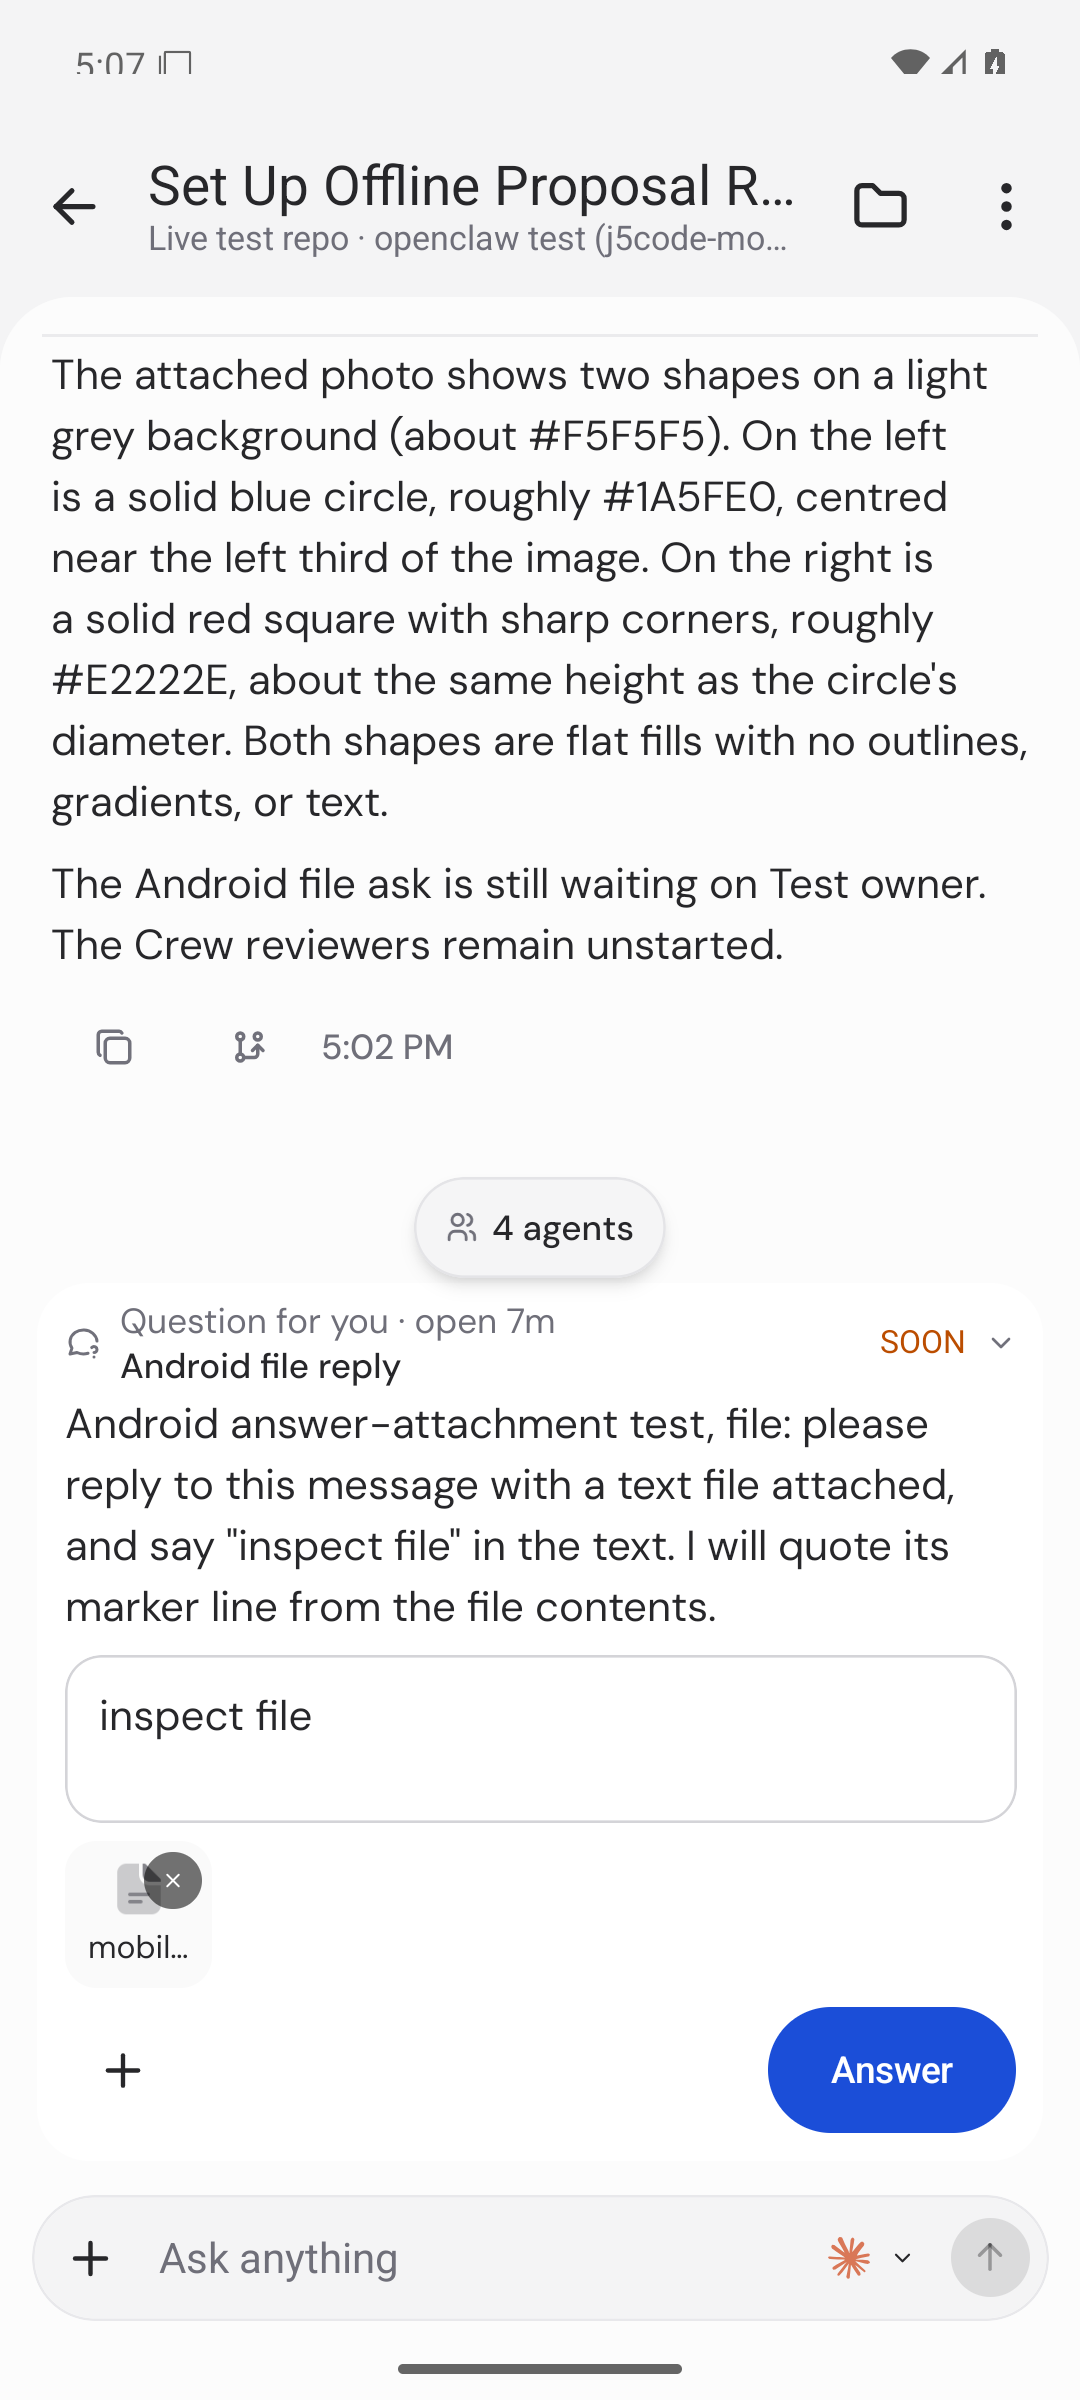 5:07
Set Up Offline Proposal R...
Live test repo · openclaw test (j5code-mo...
The attached photo shows two shapes on a light
grey background (about #F5F5F5). On the left
is a solid blue circle, roughly #1A5FE0, centred
near the left third of the image. On the right is
a solid red square with sharp corners, roughly
#E2222E, about the same height as the circle's
diameter. Both shapes are flat fills with no outlines,
gradients, or text.
The Android file ask is still waiting on Test owner.
The Crew reviewers remain unstarted.
5:02 PM
4 agents
Question for you · open 7m
SOON
Android file reply
Android answer-attachment test, file: please
reply to this message with a text file attached,
and say "inspect file" in the text. I will quote its
marker line from the file contents.
inspect file
mobil...
Answer
Ask anything